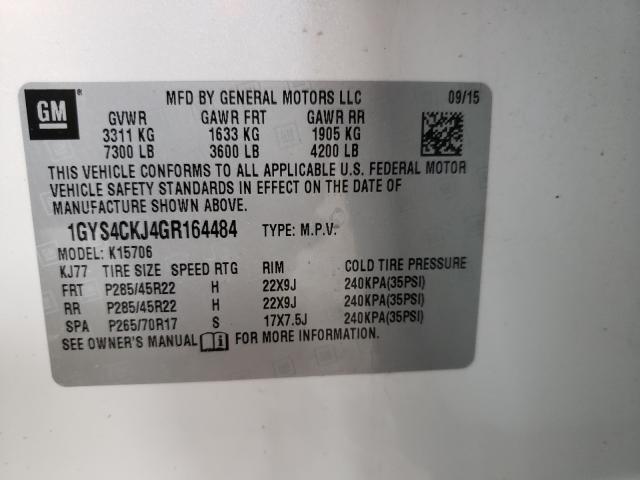 GM
MFD BY GENERAL MOTORS LLC 09/15
GVWR GAWR FRT GAWR RR
3311 KG 1633 KG 1905 KG
7300 LB 3600 LB 4200 LB
THIS VEHICLE CONFORMS TO ALL APPLICABLE U.S. FEDERAL MOTOR
VEHICLE SAFETY STANDARDS IN EFFECT ON THE DATE OF
MANUFACTURE SHOWN ABOVE.
1GYS4CKJ4GR164484 TYPE: M.P.V.
MODEL: K15706
KJ77 TIRE SIZE SPEED RTG RIM COLD TIRE PRESSURE
FRT P285/45R22 H 22X9J 240KPA(35PSI)
RR P285/45R22 H 22X9J 240KPA(35PSI)
SPA P265/70R17 S 17X7.5J 240KPA(35PSI)
SEE OWNER'S MANUAL FOR MORE INFORMATION.